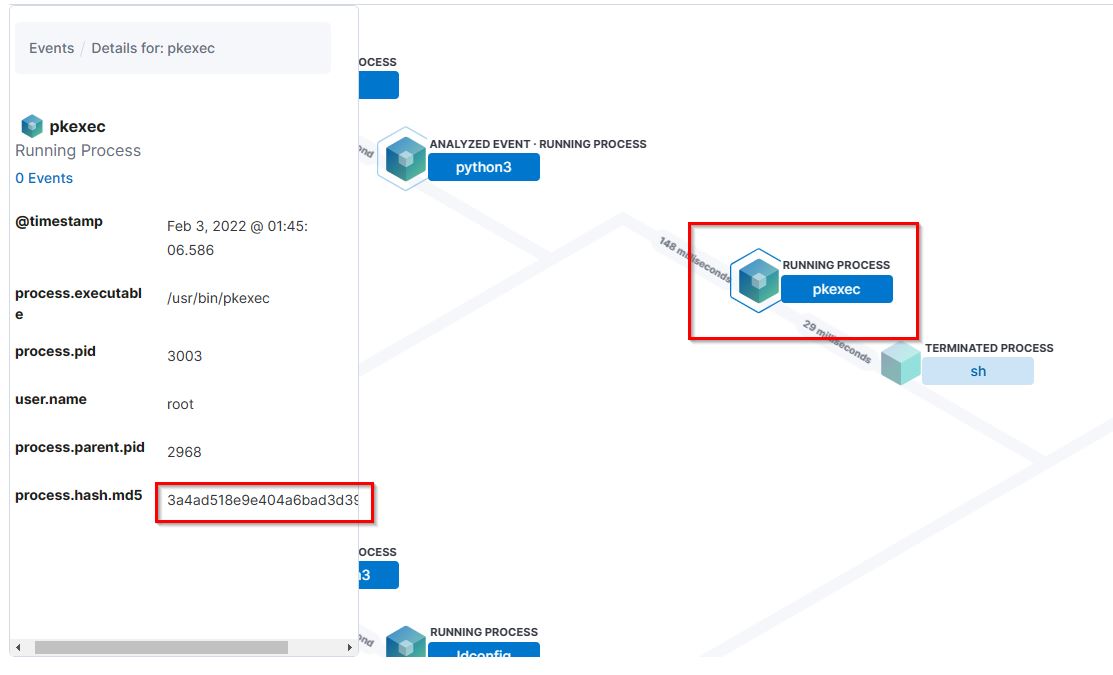 Events / Details for: pkexec
pkexec
Running Process
0 Events
@timestamp
Feb 3, 2022 @ 01:45:
06.586
process.executabl
e
/usr/bin/pkexec
process.pid
3003
user.name
root
process.parent.pid
2968
process.hash.md5
3a4ad518e9e404a6bad3d39
OCESS
ond
ANALYZED EVENT · RUNNING PROCESS
python3
148 milliseconds
RUNNING PROCESS
pkexec
29 milliseconds
TERMINATED PROCESS
sh
OCESS
n3
ond
RUNNING PROCESS
ldconfig